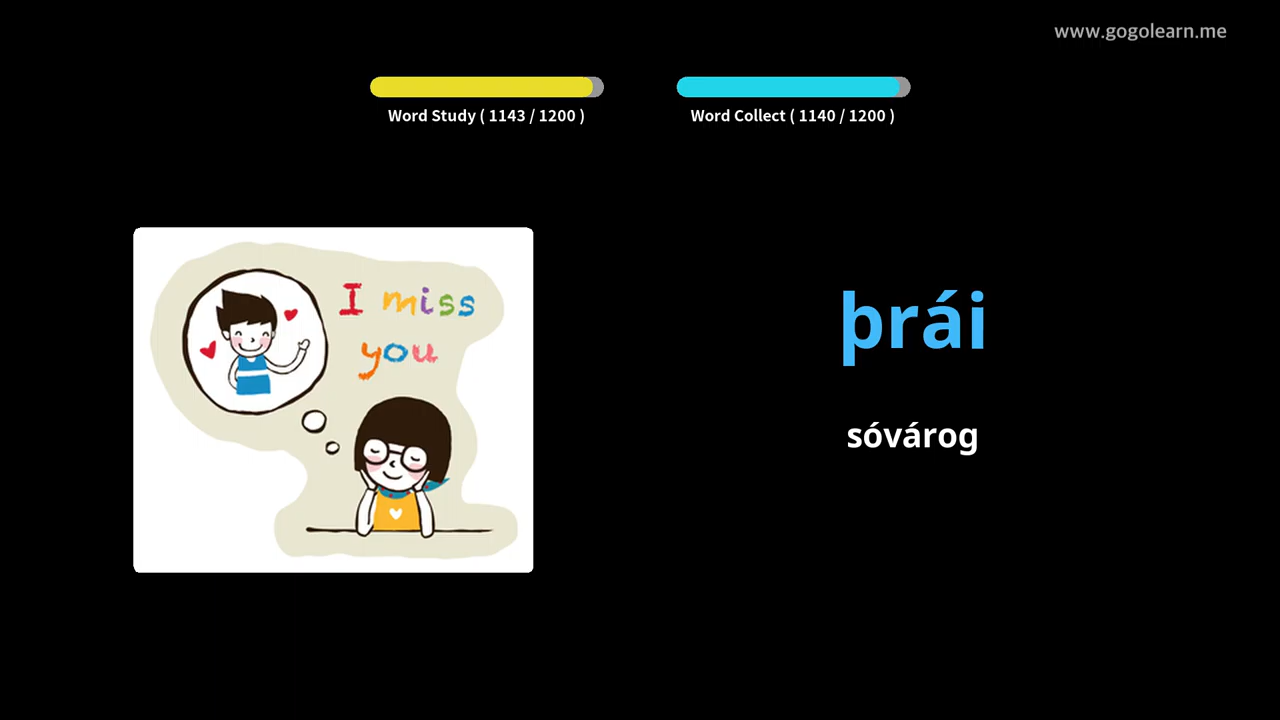 www.gogolearn.me
Word Study ( 1143 / 1200 )
Word Collect ( 1140 / 1200 )
I miss
you
þrái
sóvárog